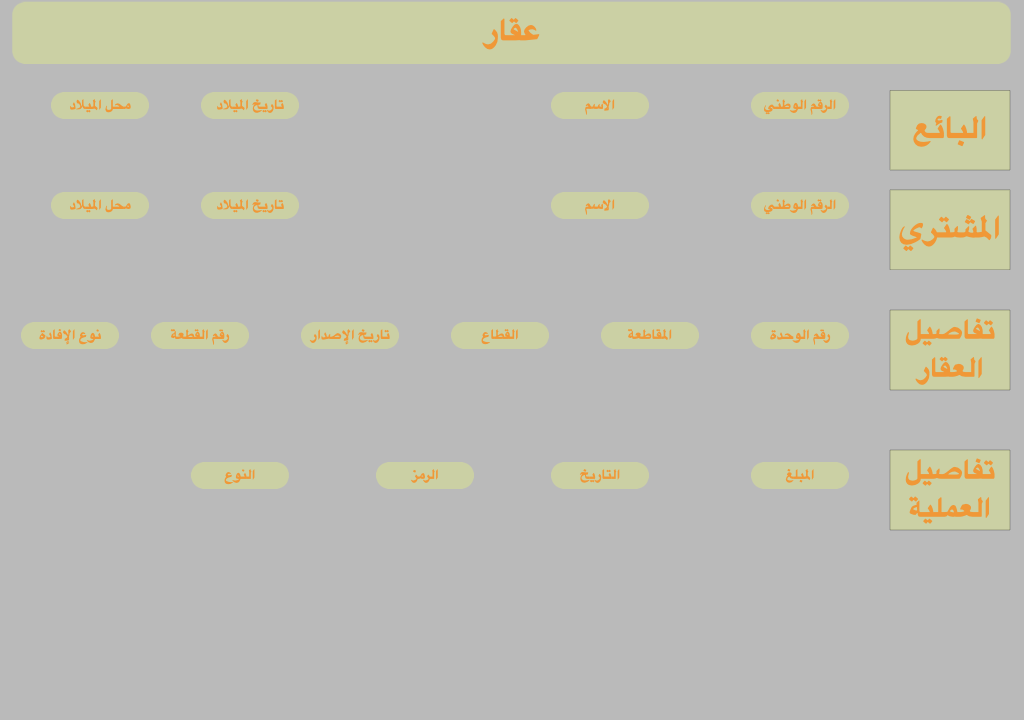 عقار
البائع
الرقم الوطني
الاسم
تاريخ الميلاد
محل الميلاد
المشتري
الرقم الوطني
الاسم
تاريخ الميلاد
محل الميلاد
تفاصيل
العقار
رقم الوحدة
المقاطعة
القطاع
تاريخ الإصدار
رقم القطعة
نوع الإفادة
تفاصيل
العملية
المبلغ
التاريخ
الرمز
النوع